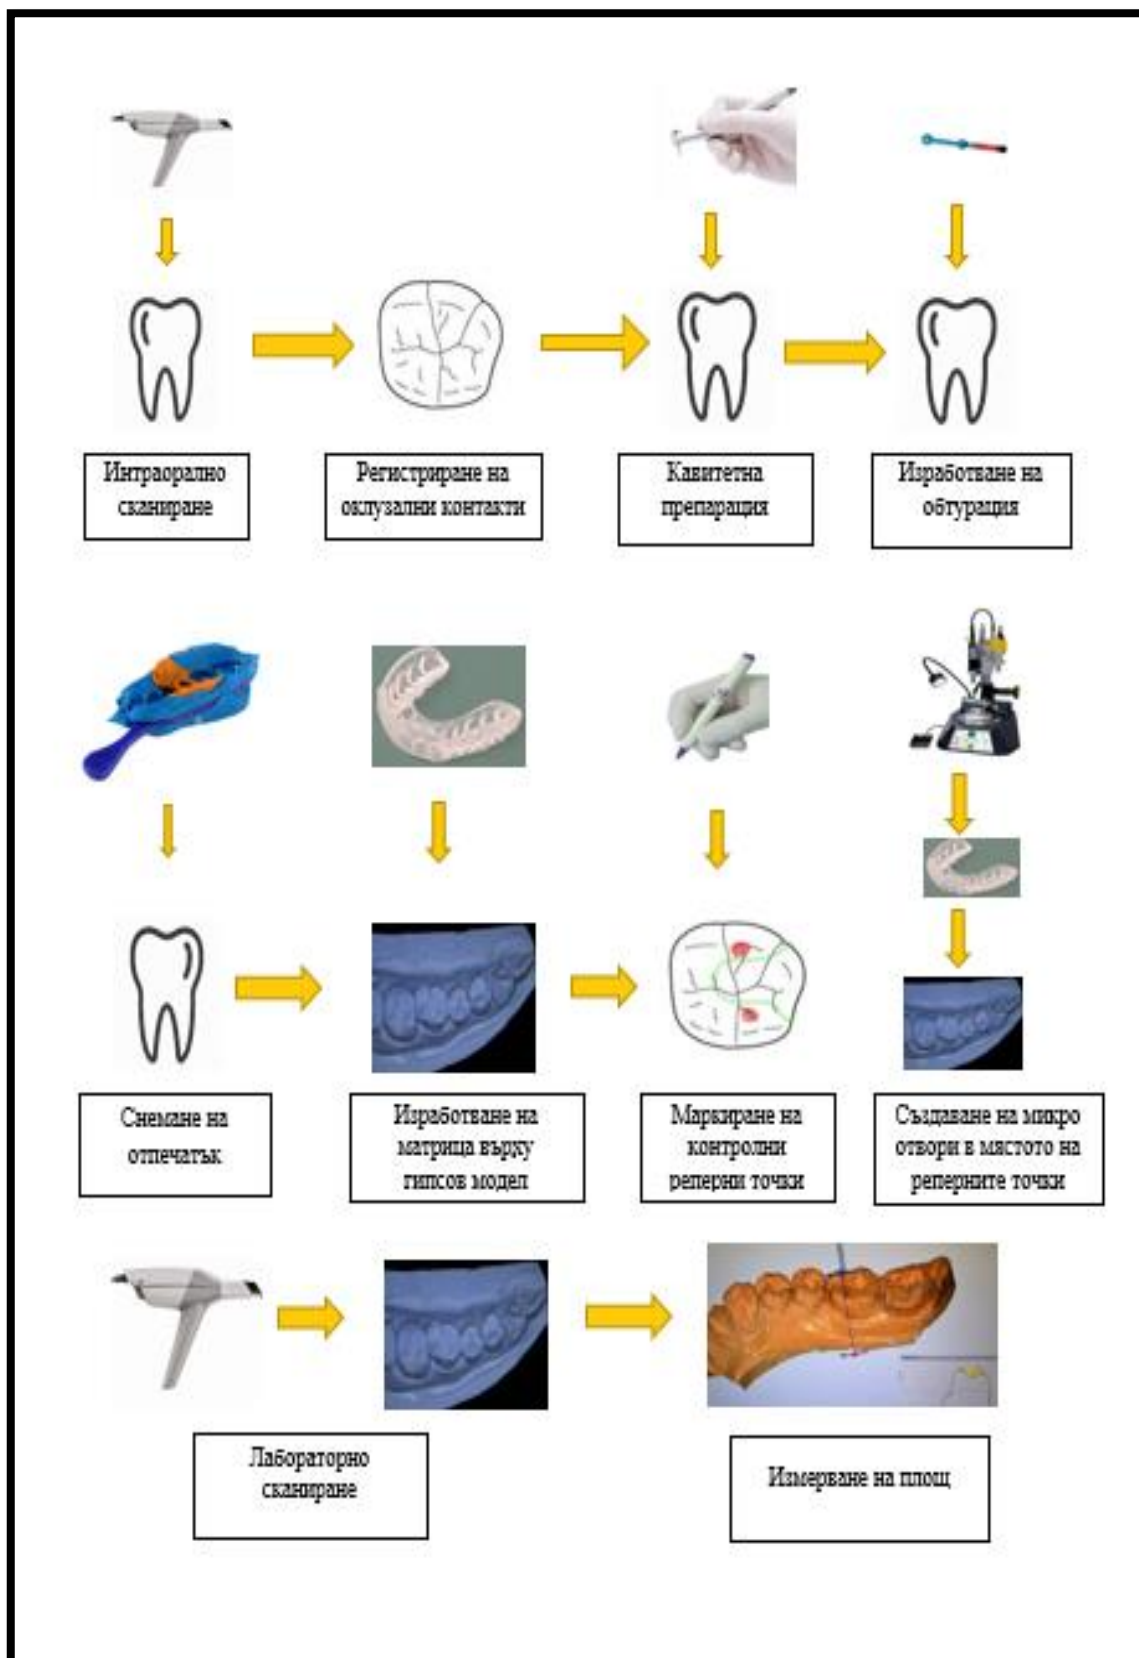 Интраорално
сканиране
Регистриране на
оклузални контакти
Кавитетна
препарация
Изработване на
обтурация
Снемане на
отпечатък
Изработване на
матрица върху
гипсов модел
Маркиране на
контролни
реперни точки
Създаване на микро
отвори в мястото на
реперните точки
Лабораторно
сканиране
Измерване на площ